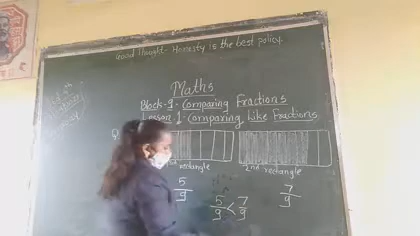 Good thought - Honesty is the best policy.
Maths
Block-9 - Comparing Fractions
Lesson 1 - Comparing Like Fractions
Q
rectangle
2nd rectangle
5/9
7/9
5/9 < 7/9